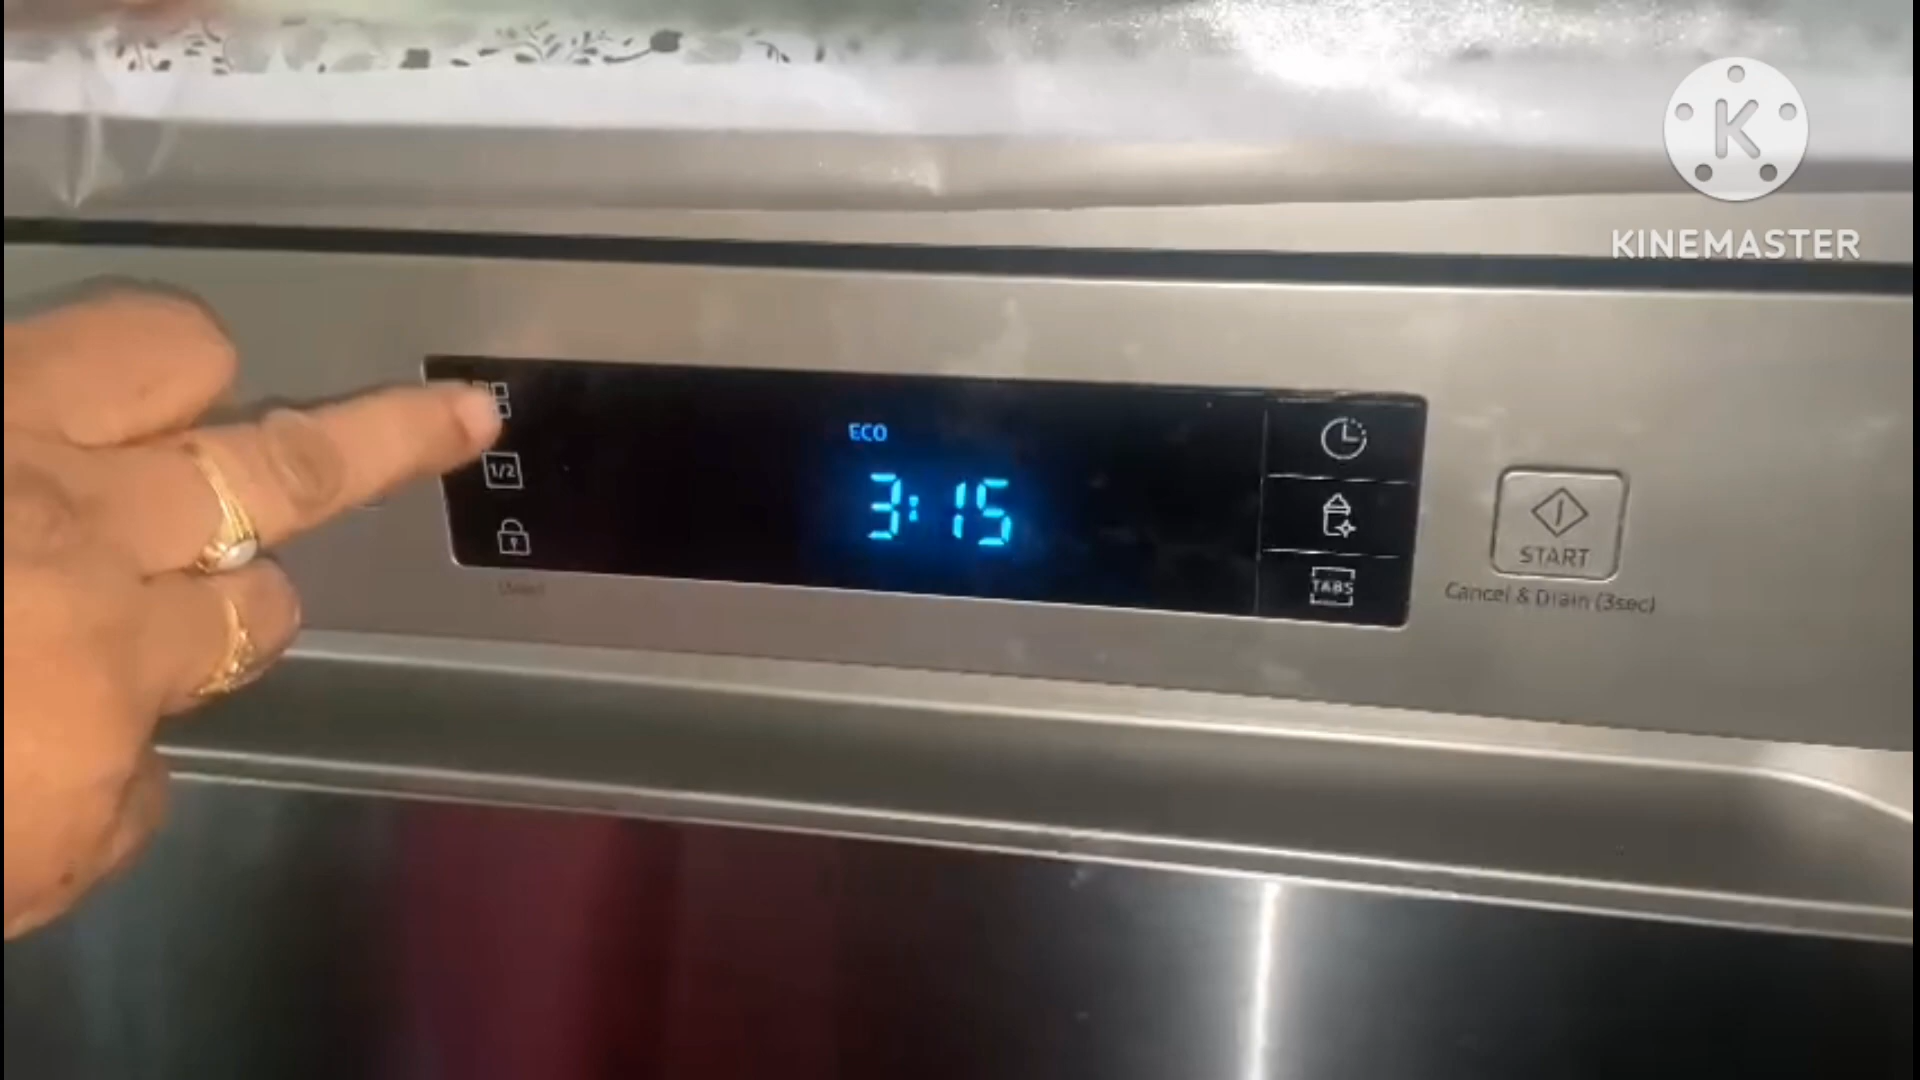 K
KINEMASTER
ECO
3:15
1/2
TABS
START
Cancel & Drain (3sec)